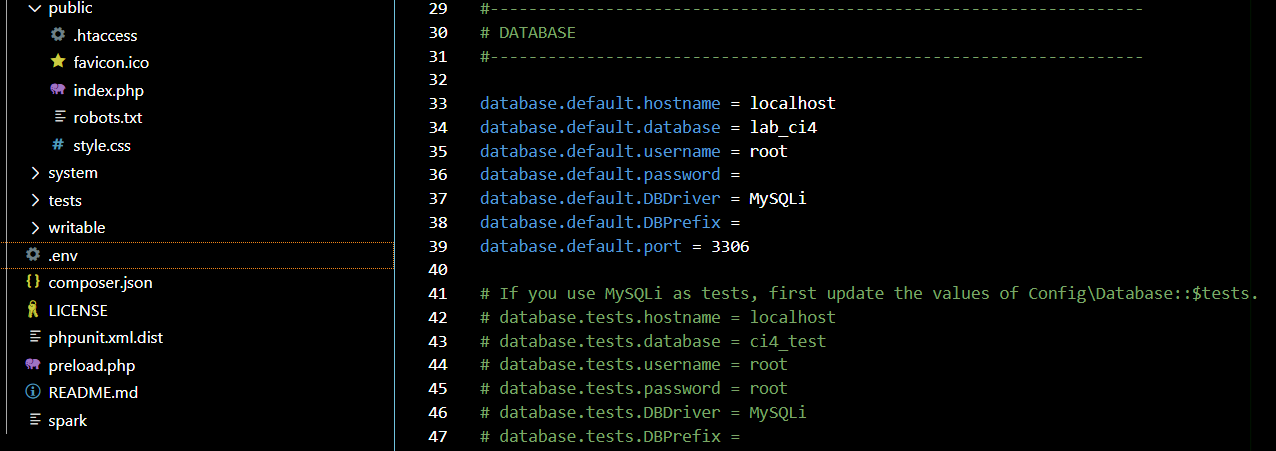 public
.htaccess
favicon.ico
index.php
robots.txt
style.css
system
tests
writable
.env
composer.json
LICENSE
phpunit.xml.dist
preload.php
README.md
spark
29 #--------------------------------------------------------------------
30 # DATABASE
31 #--------------------------------------------------------------------
32
33 database.default.hostname = localhost
34 database.default.database = lab_ci4
35 database.default.username = root
36 database.default.password =
37 database.default.DBDriver = MySQLi
38 database.default.DBPrefix =
39 database.default.port = 3306
40
41 # If you use MySQLi as tests, first update the values of Config\Database::$tests.
42 # database.tests.hostname = localhost
43 # database.tests.database = ci4_test
44 # database.tests.username = root
45 # database.tests.password = root
46 # database.tests.DBDriver = MySQLi
47 # database.tests.DBPrefix =